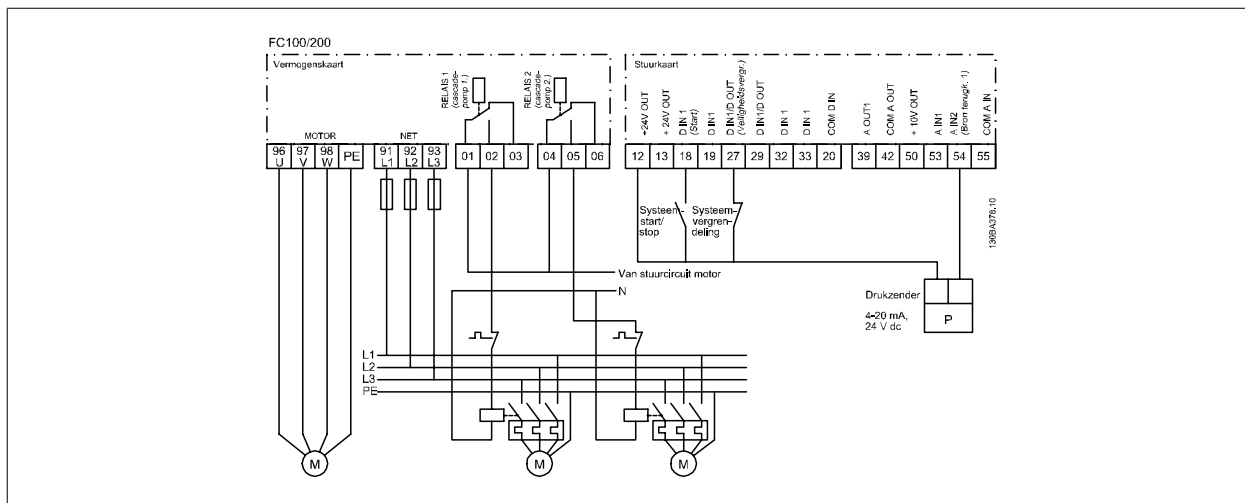 FC100/200
Vermogenskaart
RELAIS 1
(cascade-
pomp 1.)
RELAIS 2
(cascade-
pomp 2.)
MOTOR
NET
96
U
97
V
98
W
PE
91
L1
92
L2
93
L3
01
02
03
04
05
06
Stuurkaart
+24V OUT
+ 24V OUT
D IN 1
(Start)
D IN1
D IN1/D OUT
(Veiligheidsvergr.)
D IN1/D OUT
D IN 1
D IN 1
COM D IN
A OUT1
COM A OUT
+ 10V OUT
A IN1
A IN2
(Bron terugk. 1)
COM A IN
12
13
18
19
27
29
32
33
20
39
42
50
53
54
55
Systeem-
start/
stop
Systeem-
vergren-
deling
130BA378.10
Van stuurcircuit motor
N
Drukzender
4-20 mA,
24 V dc
P
L1
L2
L3
PE
M
M
M